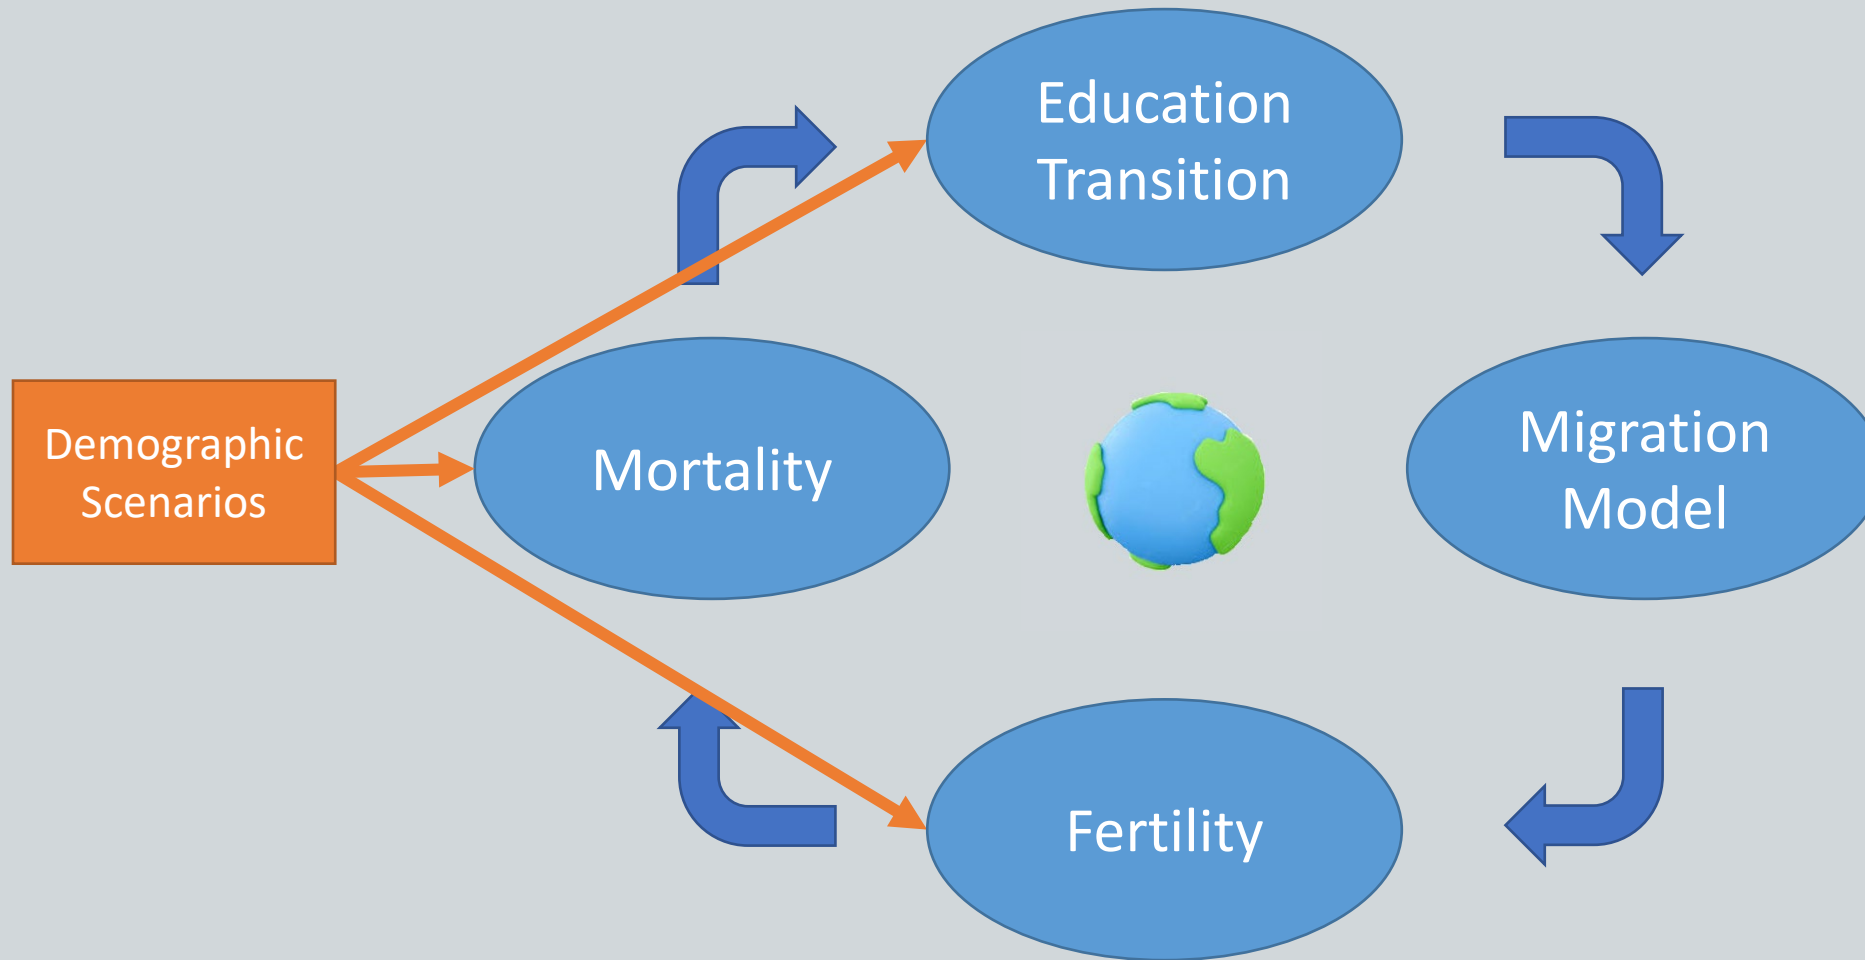 Education
Transition
Demographic
Scenarios
Mortality
Migration
Model
Fertility